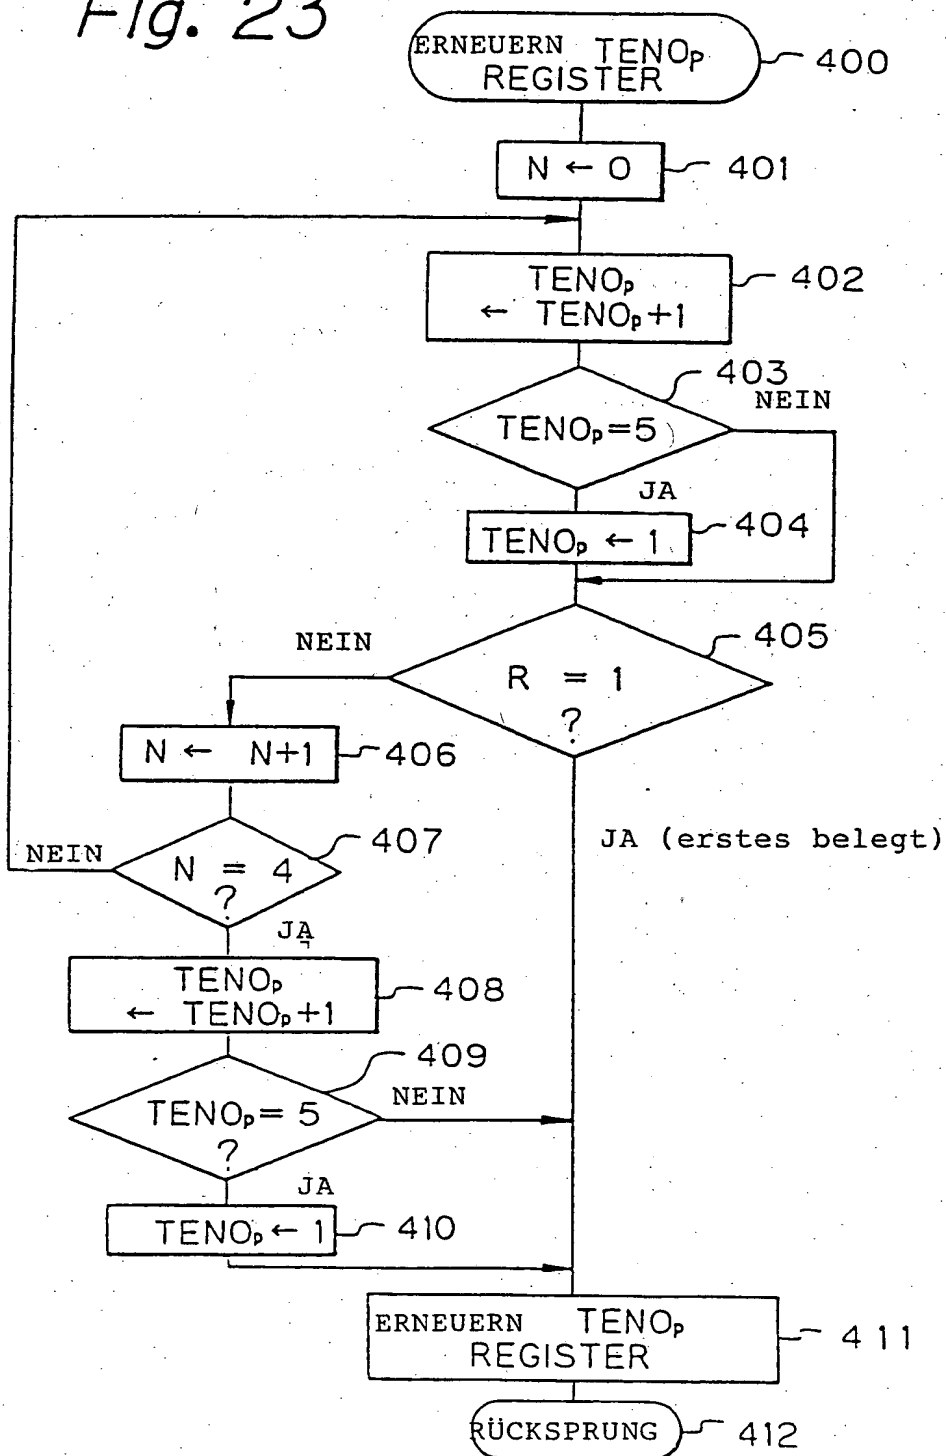 Fig. 23
ERNEUERN TENOp
REGISTER
400
N ← 0
401
TENOp
← TENOp+1
402
403
NEIN
TENOp=5
JA
TENOp ← 1
404
405
NEIN
R = 1
?
N ← N+1
406
JA (erstes belegt)
407
NEIN
N = 4
?
JA
TENOp
← TENOp+1
408
409
NEIN
TENOp= 5
?
JA
TENOp ← 1
410
ERNEUERN TENOp
REGISTER
411
RÜCKSPRUNG
412